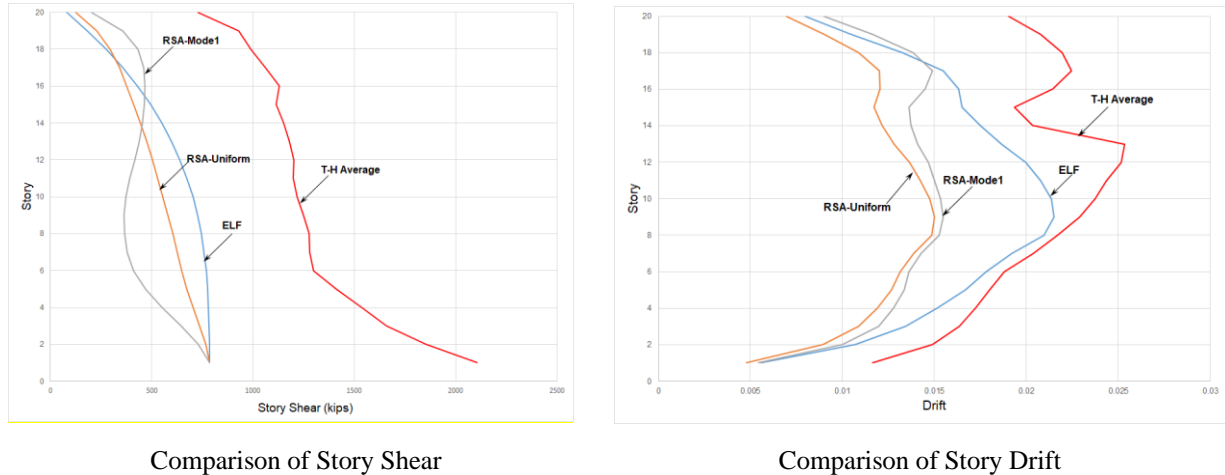 20
18
16
14
12
10
8
6
4
2
0
Story
RSA-Mode1
RSA-Uniform
T-H Average
ELF
0 500 1000 1500 2000 2500
Story Shear (kips)
Comparison of Story Shear
20
18
16
14
12
10
8
6
4
2
0
Story
T-H Average
ELF
RSA-Mode1
RSA-Uniform
0 0.005 0.01 0.015 0.02 0.025 0.03
Drift
Comparison of Story Drift